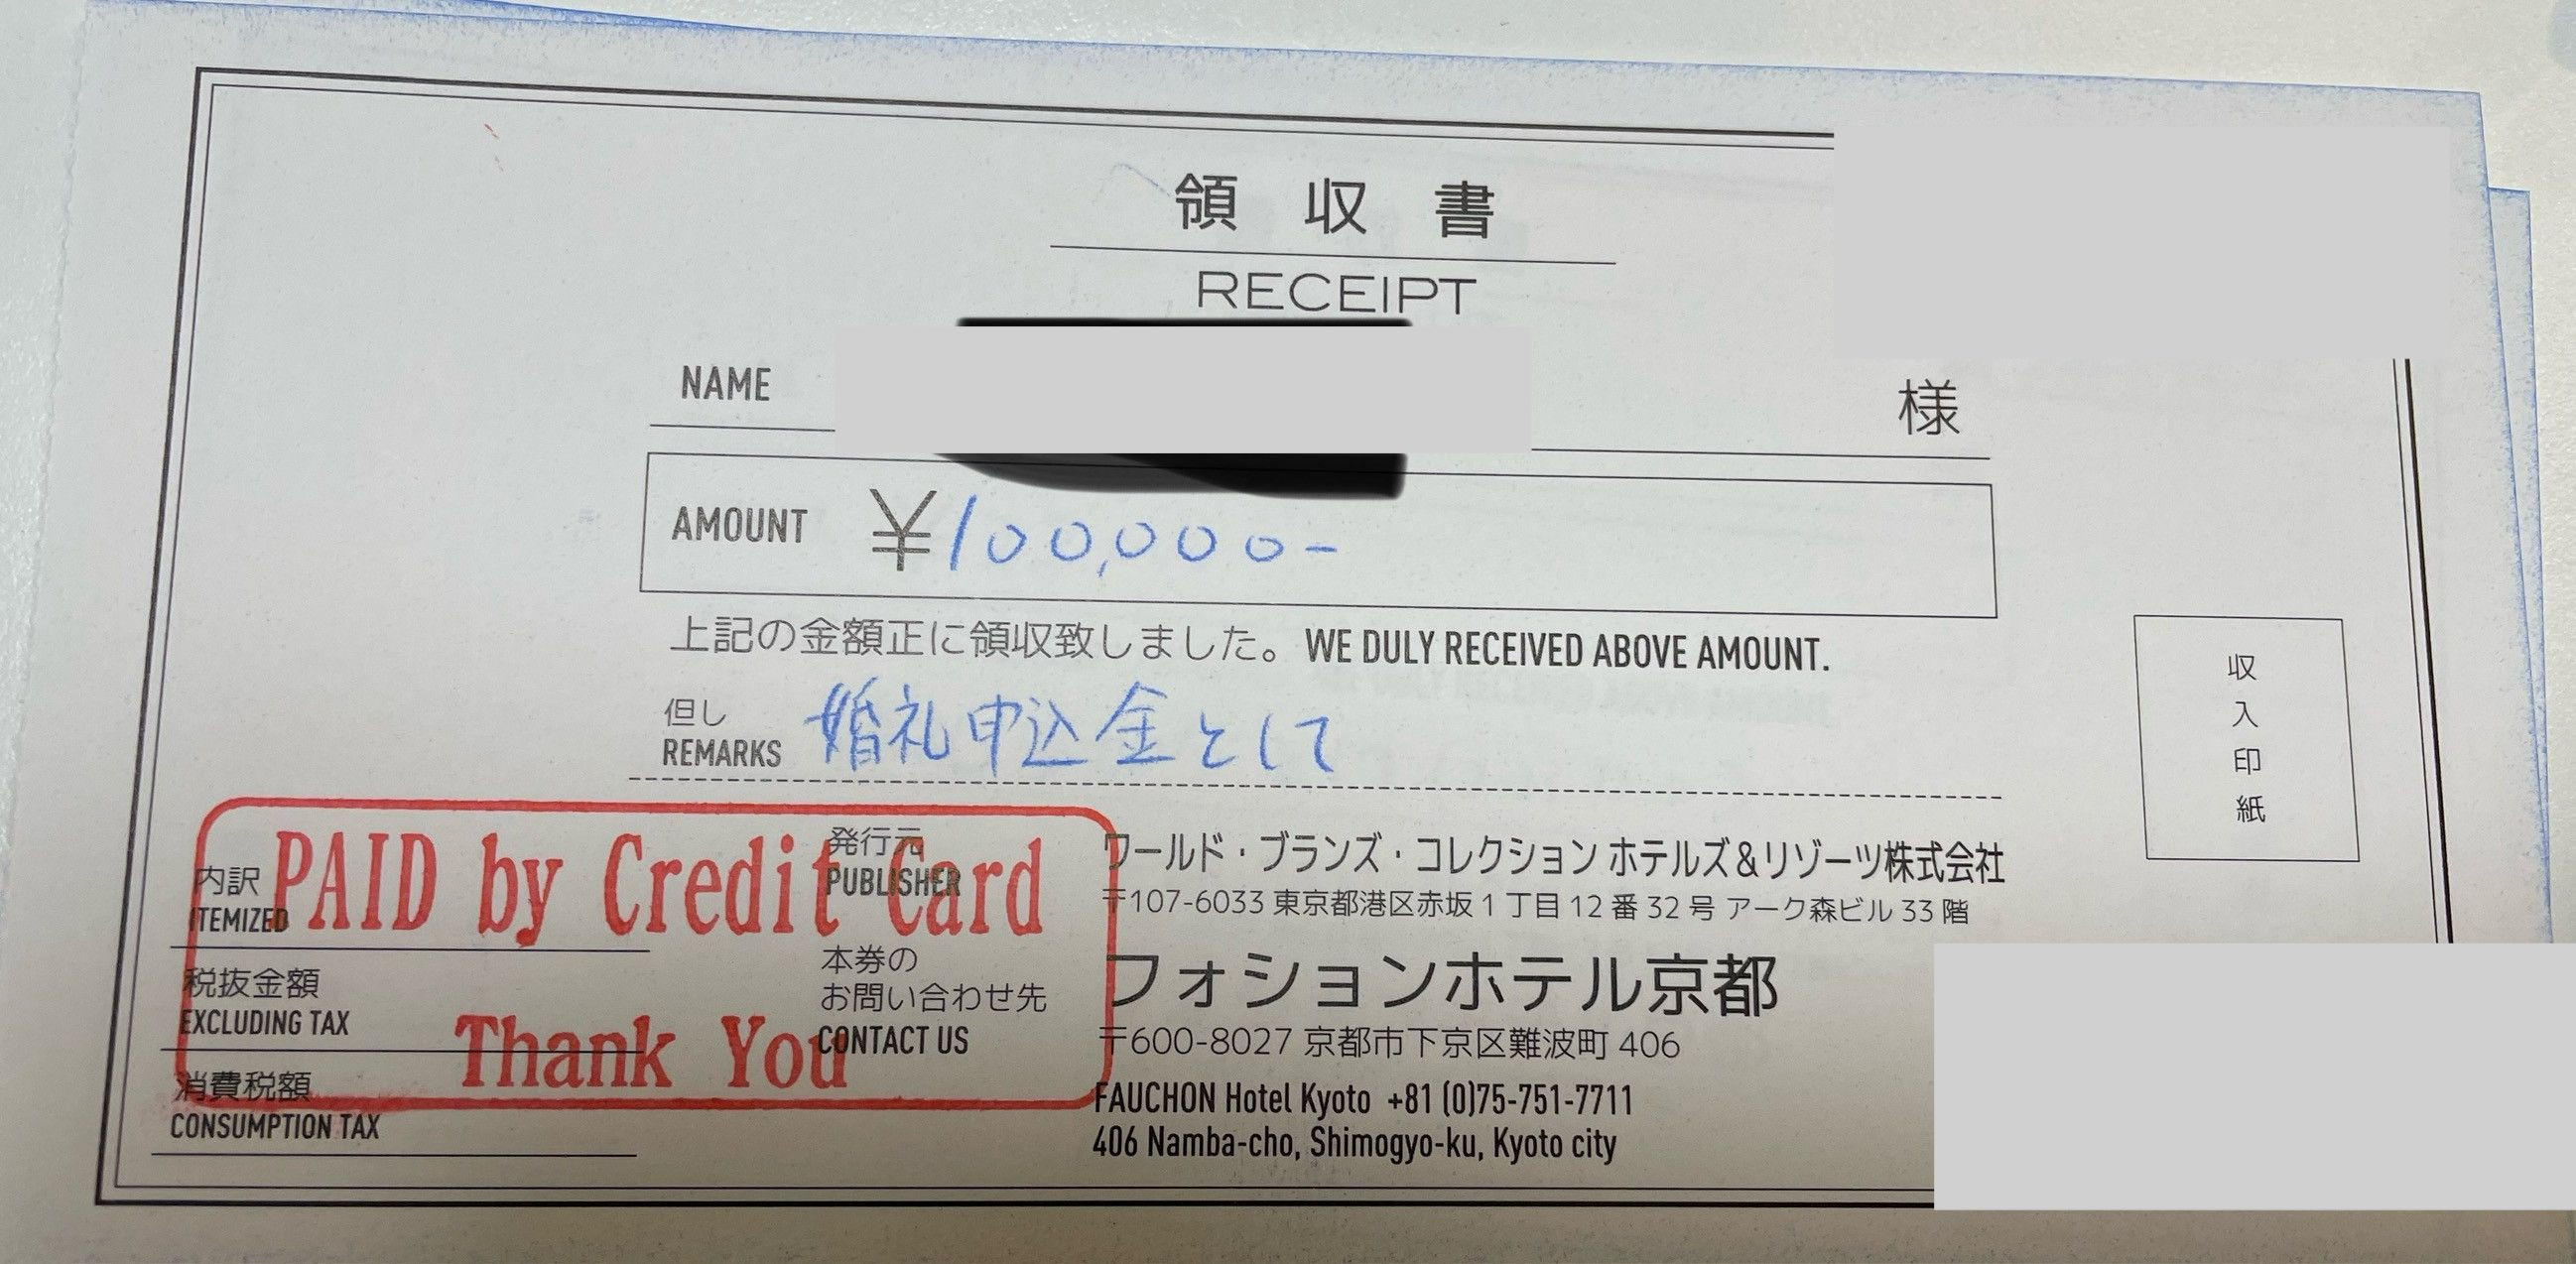 領収書
RECEIPT
NAME 様
AMOUNT ¥100,000-
上記の金額正に領収致しました。WE DULY RECEIVED ABOVE AMOUNT.
但し
REMARKS 婚礼申込金として
収入印紙
PAID by Credit Card
Thank You
内訳
ITEMIZED
税抜金額
EXCLUDING TAX
消費税額
CONSUMPTION TAX
発行元
PUBLISHER
ワールド・ブランズ・コレクション ホテルズ&リゾーツ株式会社
〒107-6033 東京都港区赤坂1丁目12番32号 アーク森ビル33階
本券の
お問い合わせ先
CONTACT US
フォションホテル京都
〒600-8027 京都市下京区難波町 406
FAUCHON Hotel Kyoto +81 (0)75-751-7711
406 Namba-cho, Shimogyo-ku, Kyoto city